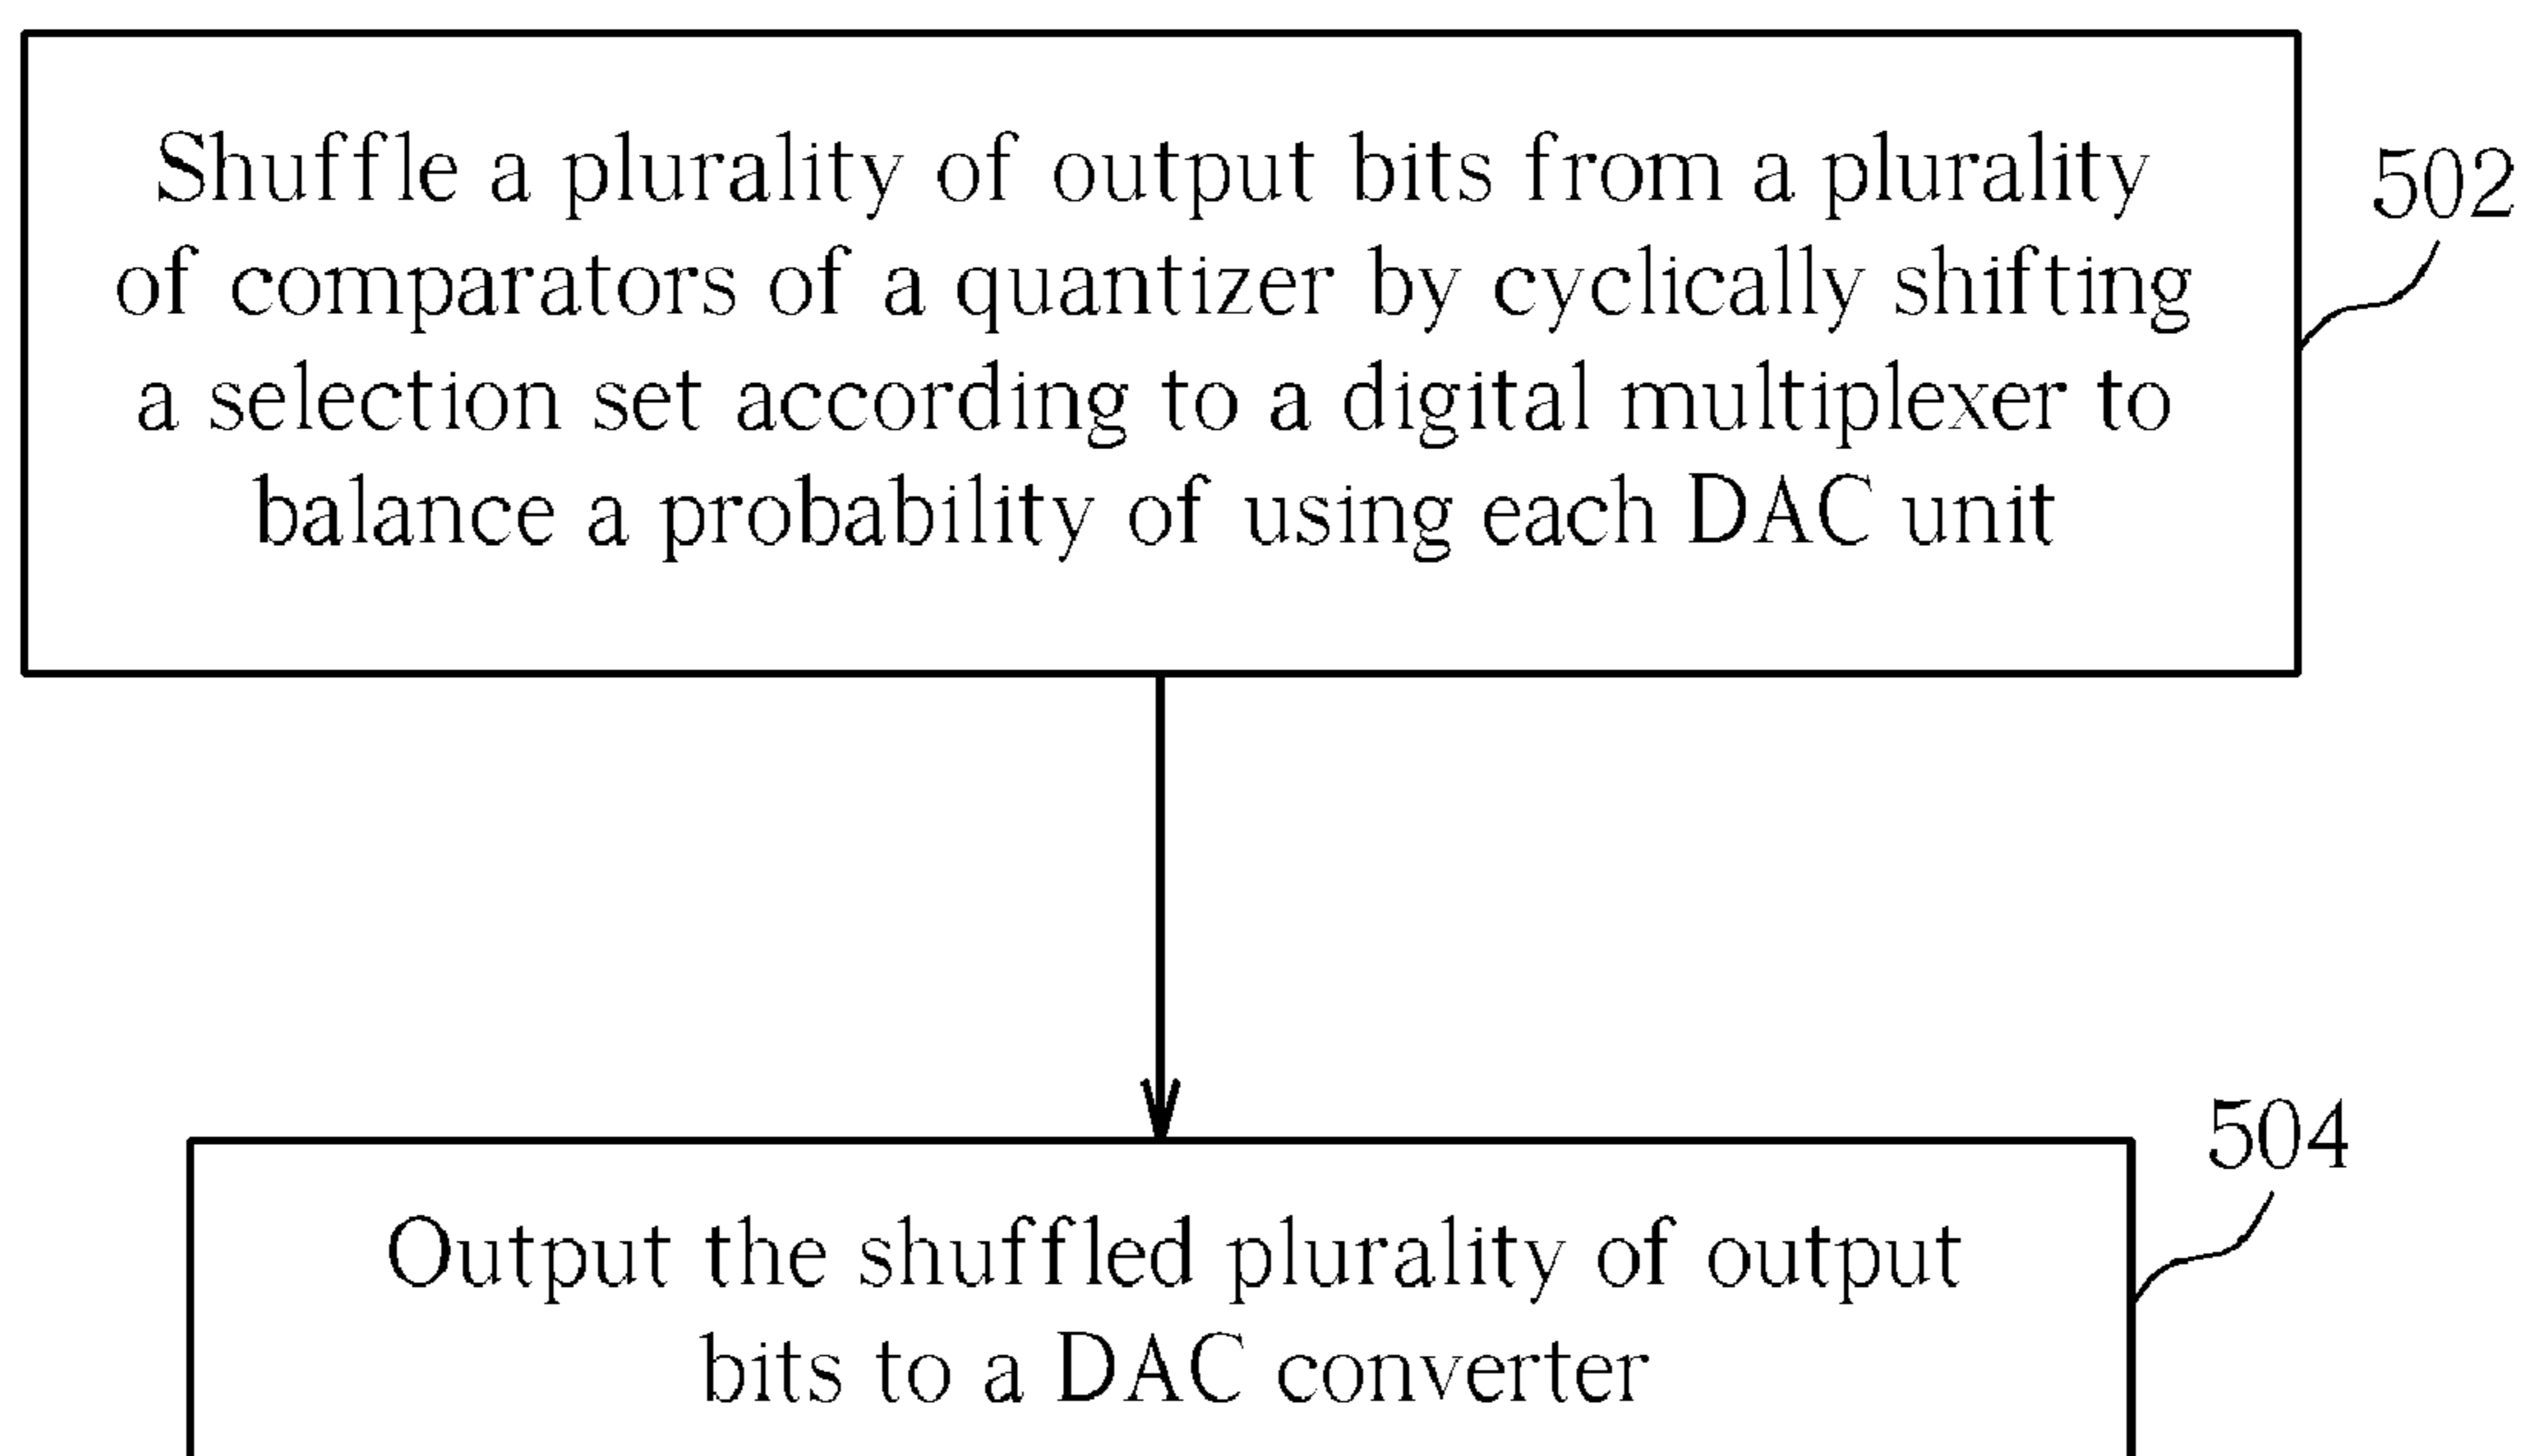 Shuffle a plurality of output bits from a plurality
of comparators of a quantizer by cyclically shifting
a selection set according to a digital multiplexer to
balance a probability of using each DAC unit
502
504
Output the shuffled plurality of output
bits to a DAC converter